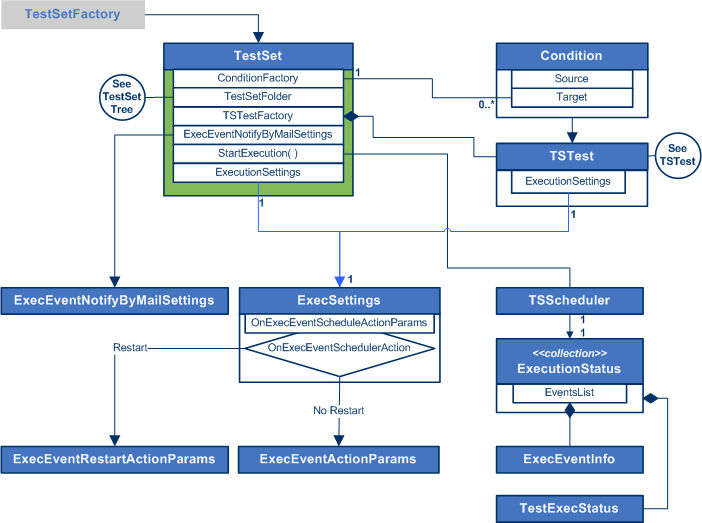 TestSetFactory
TestSet
ConditionFactory
TestSetFolder
TSTestFactory
ExecEventNotifyByMailSettings
StartExecution( )
ExecutionSettings
See
TestSet
Tree
1
0..*
Condition
Source
Target
TSTest
ExecutionSettings
See
TSTest
1
1
1
ExecEventNotifyByMailSettings
ExecSettings
OnExecEventScheduleActionParams
OnExecEventSchedulerAction
Restart
No Restart
TSScheduler
1
1
<<collection>>
ExecutionStatus
EventsList
ExecEventRestartActionParams
ExecEventActionParams
ExecEventInfo
TestExecStatus